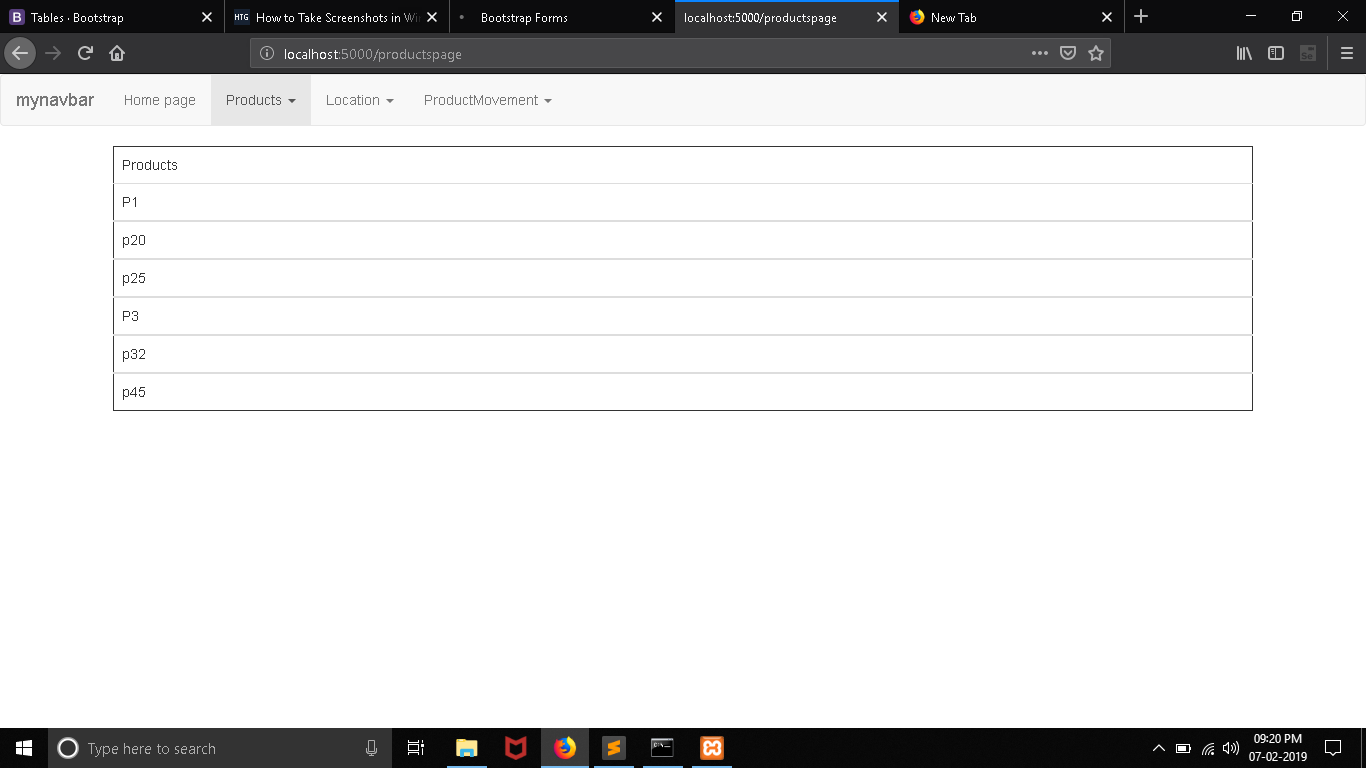 B Tables · Bootstrap
HTG How to Take Screenshots in Wi
Bootstrap Forms
localhost:5000/productspage
New Tab
localhost:5000/productspage
mynavbar Home page Products Location ProductMovement
Products
P1
p20
p25
P3
p32
p45
Type here to search
09:20 PM
07-02-2019